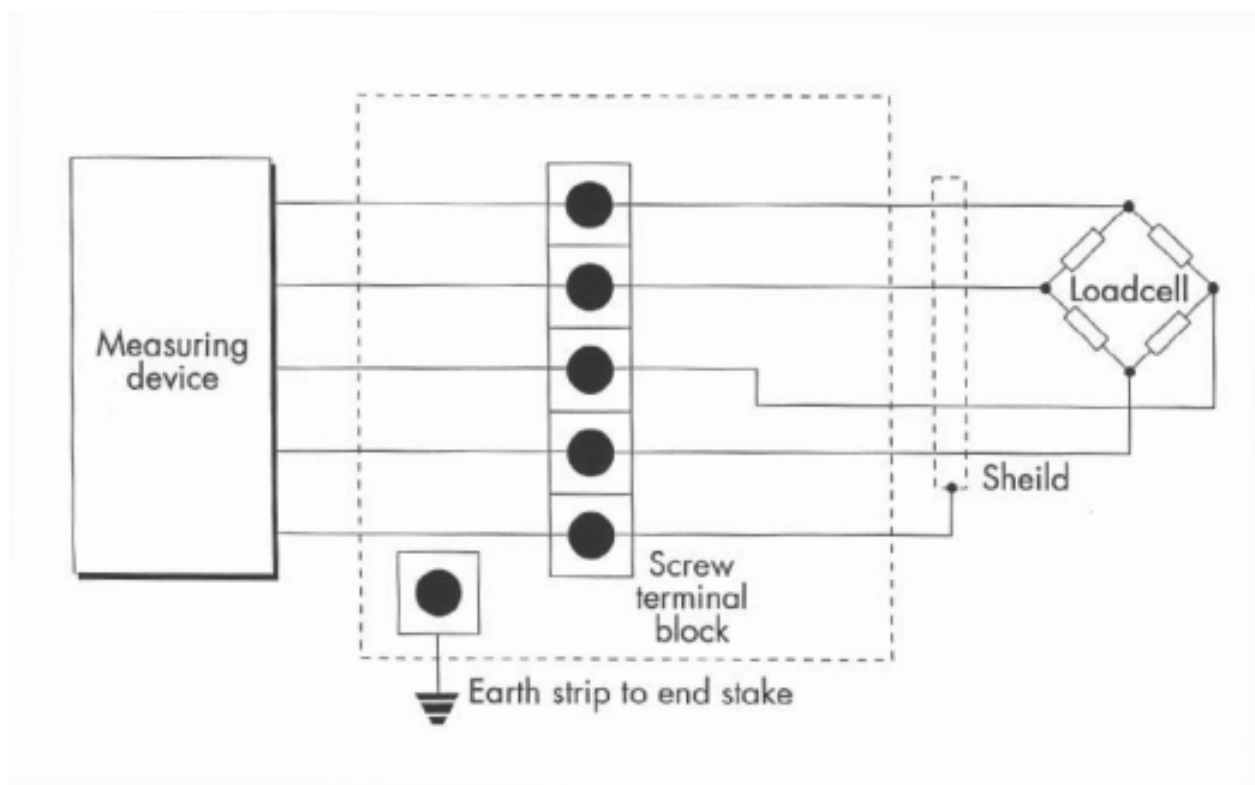 Measuring
device
Loadcell
Sheild
Screw
terminal
block
Earth strip to end stake